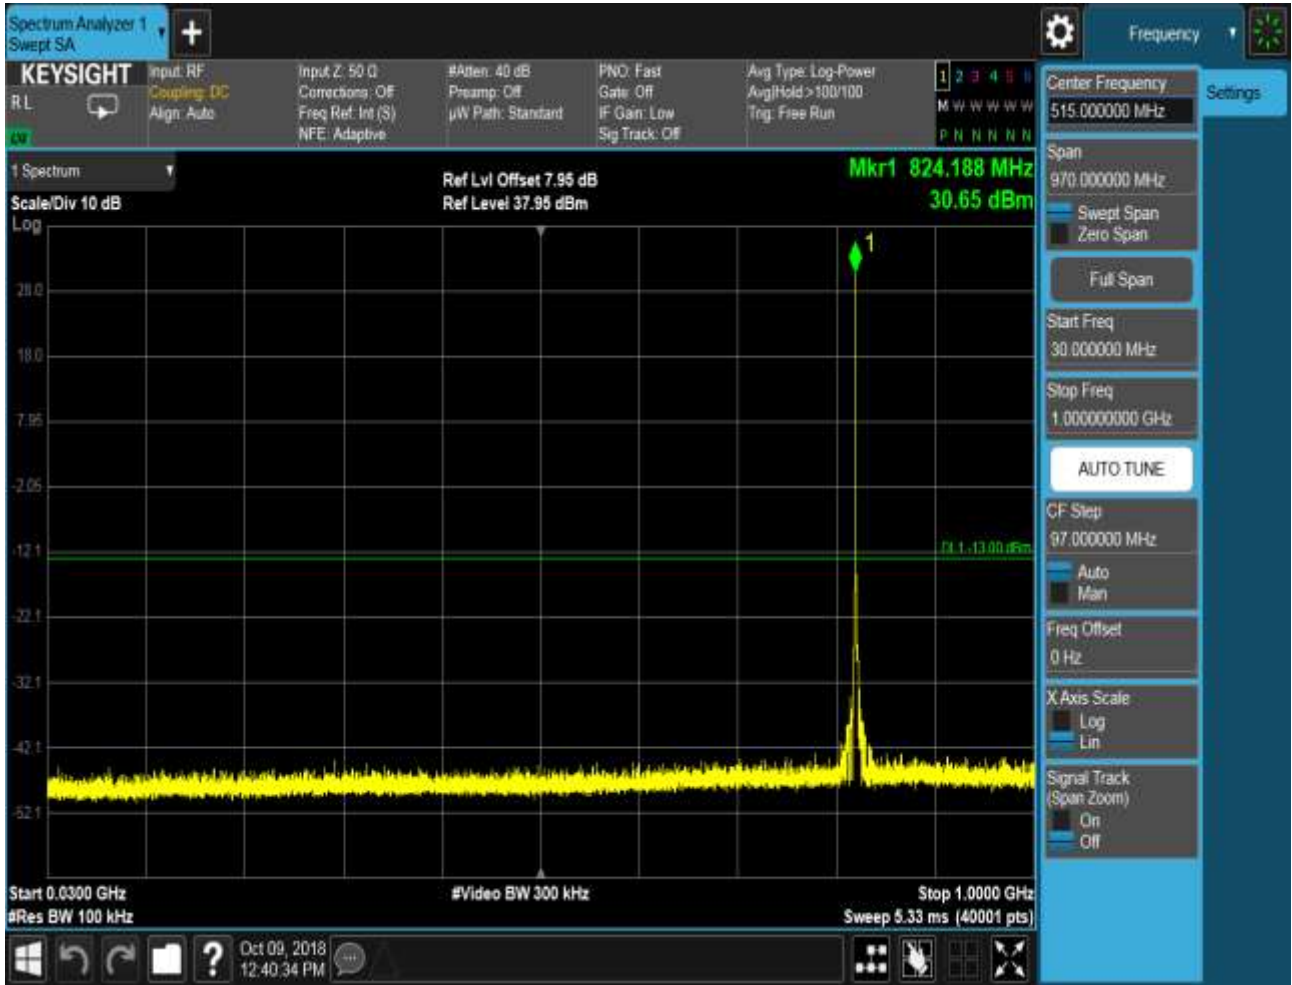 Spectrum Analyzer 1
Swept SA
+
Frequency
KEYSIGHT
R L
Input: RF
Coupling: DC
Align: Auto
Input Z: 50 Ω
Corrections: Off
Freq Ref: Int (S)
NFE: Adaptive
#Atten: 40 dB
Preamp: Off
µW Path: Standard
PNO: Fast
Gate: Off
IF Gain: Low
Sig Track: Off
Avg Type: Log-Power
Avg|Hold:>100/100
Trig: Free Run
1 2 3 4 5 6
M W W W W W
P N N N N N
1 Spectrum
Scale/Div 10 dB
Log
Ref Lvl Offset 7.95 dB
Ref Level 37.95 dBm
Mkr1 824.188 MHz
30.65 dBm
1
28.0
18.0
7.95
-2.05
-12.1
DL1 -13.00 dBm
-22.1
-32.1
-42.1
-52.1
Start 0.0300 GHz
#Res BW 100 kHz
#Video BW 300 kHz
Stop 1.0000 GHz
Sweep 5.33 ms (40001 pts)
?
Oct 09, 2018
12:40:34 PM
Center Frequency
515.000000 MHz
Settings
Span
970.000000 MHz
Swept Span
Zero Span
Full Span
Start Freq
30.000000 MHz
Stop Freq
1.000000000 GHz
AUTO TUNE
CF Step
97.000000 MHz
Auto
Man
Freq Offset
0 Hz
X Axis Scale
Log
Lin
Signal Track
(Span Zoom)
On
Off